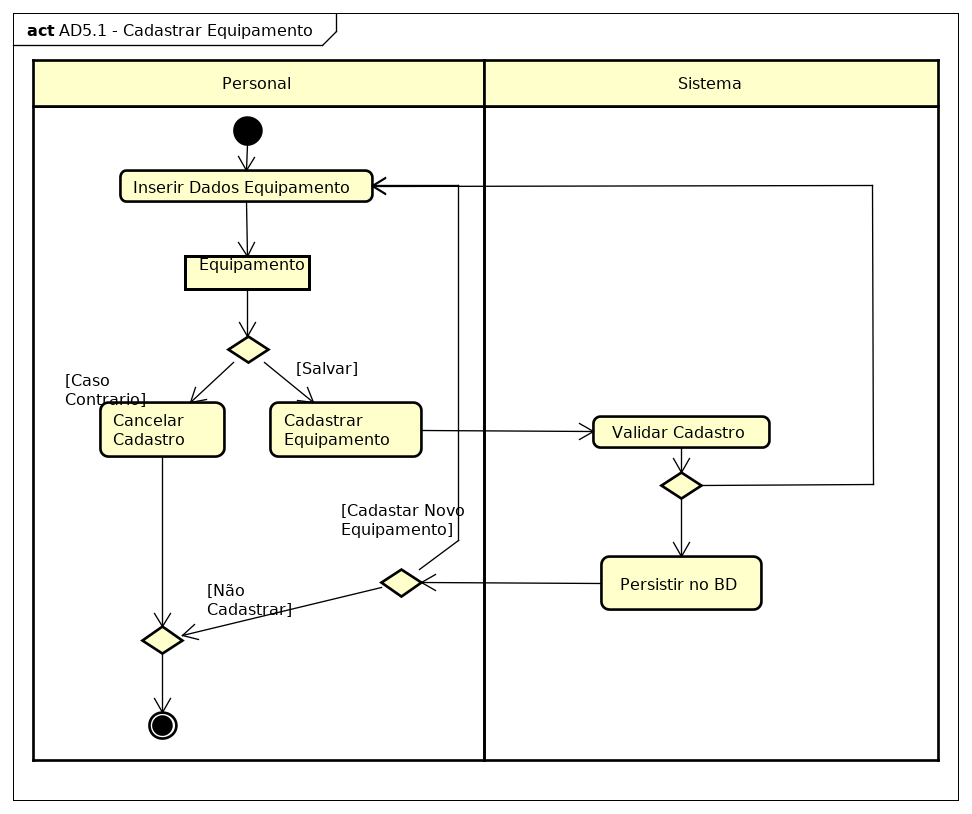 act AD5.1 - Cadastrar Equipamento
Personal
Sistema
Inserir Dados Equipamento
Equipamento
[Salvar]
[Caso
Contrario]
Cancelar
Cadastro
Cadastrar
Equipamento
Validar Cadastro
[Cadastar Novo
Equipamento]
Persistir no BD
[Não
Cadastrar]